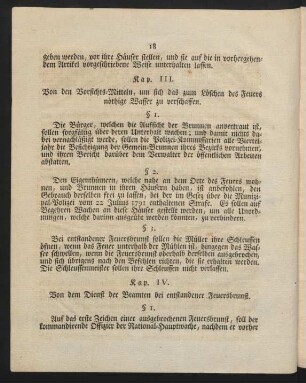 18
geben werden, vor ihre Häuser stellen, und sie auf die in vorhergehen-
dem Artikel vorgeschriebene Weise unterhalten lassen.
Kap. III.
Von den Vorsichts-Mitteln, um sich das zum Löschen des Feuers
nöthige Wasser zu verschaffen.
§ 1.
Die Bürger, welchen die Aufsicht der Brunnen anvertraut ist,
sollen sorgfältig über deren Unterhalt wachen; und damit nichts da-
bei vernachläßigt werde, sollen die Polizei-Kommissarien alle Viertel-
jahr die Besichtigung der Gemein-Brunnen ihres Bezirks vornehmen,
und ihren Bericht darüber dem Verwalter der öffentlichen Arbeiten
abstatten.
§ 2.
Den Eigenthümern, welche nahe an dem Orte des Feuers woh-
nen, und Brunnen in ihren Häusern haben, ist anbefohlen, den
Gebrauch derselben frei zu lassen, bei der im Gesez über die Munizi-
pal-Polizei vom 22 Julius 1791 enthaltenen Strafe. Es sollen auf
Begehren Wachen an diese Häuser gestellt werden, um alle Unord-
nungen, welche darinn ausgeübt werden könnten, zu verhindern.
§ 3.
Bei entstandener Feuersbrunst sollen die Müller ihre Schleussen
öfnen, wenn das Feuer unterhalb der Mühlen ist, hingegen das Was-
ser schwellen, wenn die Feuersbrunst oberhalb derselben ausgebrochen,
und sich übrigens nach den Befehlen richten, die sie erhalten werden.
Die Schleussenmeister sollen ihre Schleussen nicht verlassen.
Kap. IV.
Von dem Dienst der Beamten bei entstandener Feuersbrunst.
§ 1.
Auf das erste Zeichen einer ausgebrochenen Feuersbrunst, soll der
kommandirende Offizier der National-Hauptwache, nachdem er vorher